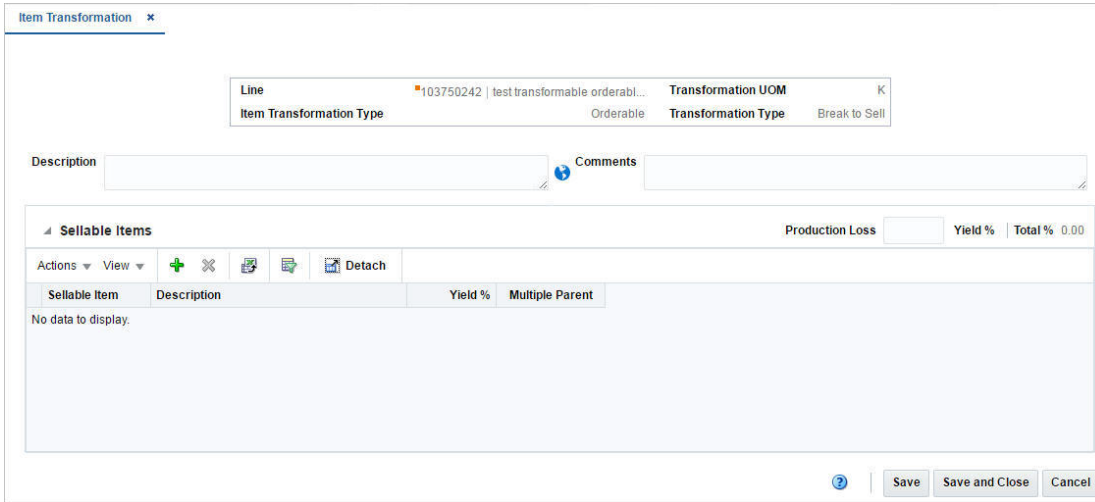 Item Transformation ×
Line 103750242 | test transformable orderabl... Transformation UOM K
Item Transformation Type Orderable Transformation Type Break to Sell
Description Comments
Sellable Items Production Loss Yield % Total % 0.00
Actions View Detach
Sellable Item Description Yield % Multiple Parent
No data to display.
? Save Save and Close Cancel